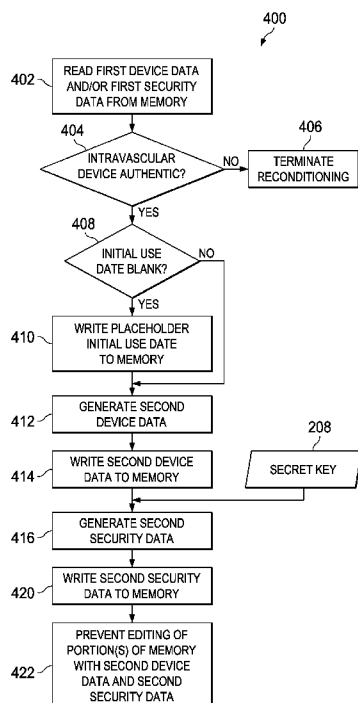 400
402
READ FIRST DEVICE DATA
AND/OR FIRST SECURITY
DATA FROM MEMORY
404
INTRAVASCULAR
DEVICE AUTHENTIC?
NO
406
TERMINATE
RECONDITIONING
YES
408
INITIAL USE
DATE BLANK?
NO
YES
410
WRITE PLACEHOLDER
INITIAL USE DATE
TO MEMORY
412
GENERATE SECOND
DEVICE DATA
208
SECRET KEY
414
WRITE SECOND DEVICE
DATA TO MEMORY
416
GENERATE SECOND
SECURITY DATA
420
WRITE SECOND SECURITY
DATA TO MEMORY
422
PREVENT EDITING OF
PORTION(S) OF MEMORY
WITH SECOND DEVICE
DATA AND SECOND
SECURITY DATA